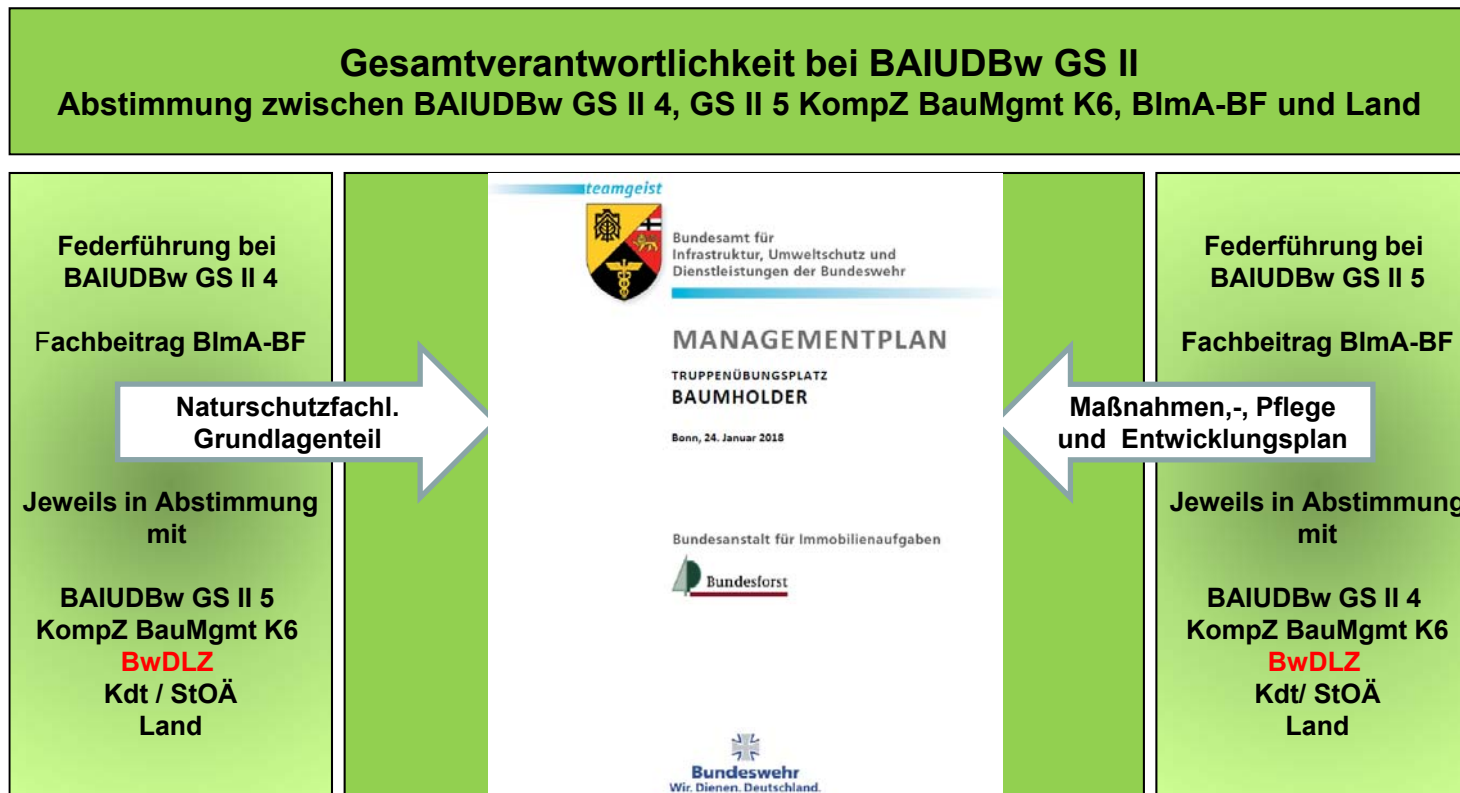 Gesamtverantwortlichkeit bei BAIUDBw GS II
Abstimmung zwischen BAIUDBw GS II 4, GS II 5 KompZ BauMgmt K6, BImA-BF und Land
Federführung bei
BAIUDBw GS II 4
Fachbeitrag BImA-BF
Naturschutzfachl.
Grundlagenteil
Jeweils in Abstimmung
mit
BAIUDBw GS II 5
KompZ BauMgmt K6
BwDLZ
Kdt / StOÄ
Land
teamgeist
Bundesamt für
Infrastruktur, Umweltschutz und
Dienstleistungen der Bundeswehr
MANAGEMENTPLAN
TRUPPENÜBUNGSPLATZ
BAUMHOLDER
Bonn, 24. Januar 2018
Bundesanstalt für Immobilienaufgaben
Bundesforst
Bundeswehr
Wir. Dienen. Deutschland.
Federführung bei
BAIUDBw GS II 5
Fachbeitrag BImA-BF
Maßnahmen,-, Pflege
und Entwicklungsplan
Jeweils in Abstimmung
mit
BAIUDBw GS II 4
KompZ BauMgmt K6
BwDLZ
Kdt/ StOÄ
Land